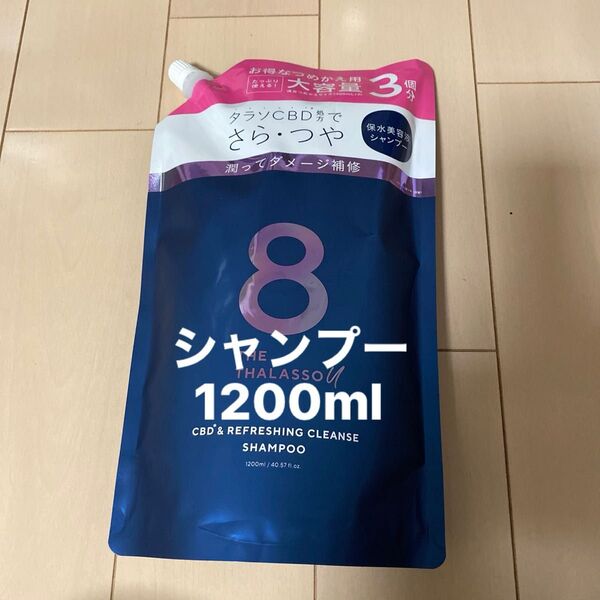 お得なつめかえ用
たっぷり
使える!
大容量
3個分
タラソCBD処方で
さら・つや
保水美容液
シャンプー
潤ってダメージ補修
8
THE
THALASSO u
シャンプー
1200ml
CBD* & REFRESHING CLEANSE
SHAMPOO
1200ml / 40.57 fl.oz.